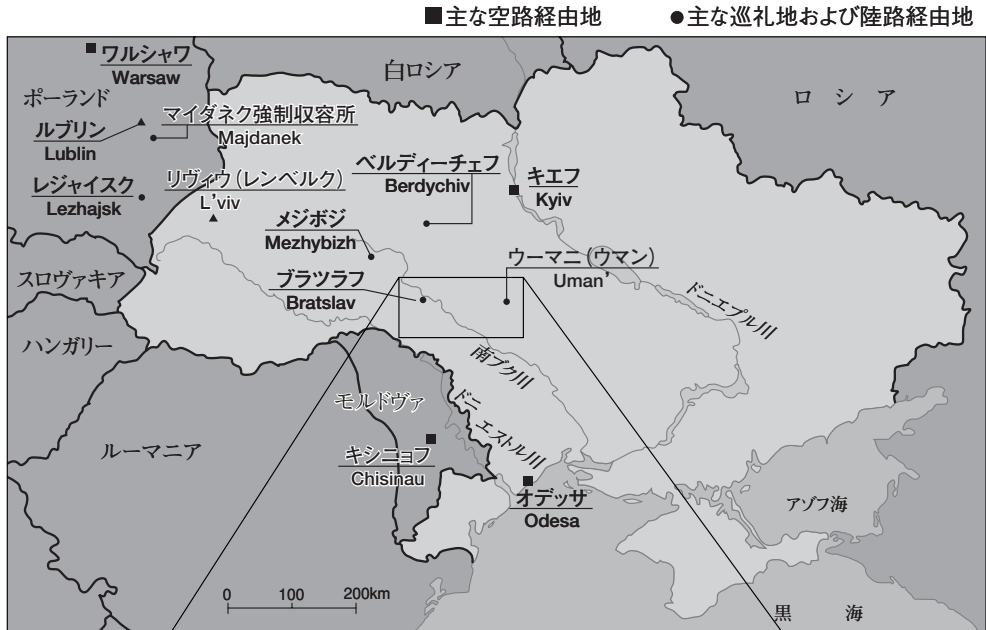 ■主な空路経由地 ●主な巡礼地および陸路経由地
ワルシャワ
Warsaw
白ロシア
ロシア
ポーランド
マイダネク強制収容所
Majdanek
ルブリン
Lublin
ベルディーチェフ
Berdychiv
キエフ
Kyiv
レジャイスク
Lezhajsk
リヴィウ(レンベルク)
L'viv
メジボジ
Mezhybizh
ウーマニ(ウマン)
Uman'
スロヴァキア
ブラツラフ
Bratslav
ドニエプル川
ハンガリー
南ブク川
モルドヴァ
ドニエストル川
ルーマニア
キシニョフ
Chisinau
オデッサ
Odesa
アゾフ海
0 100 200km
黒海